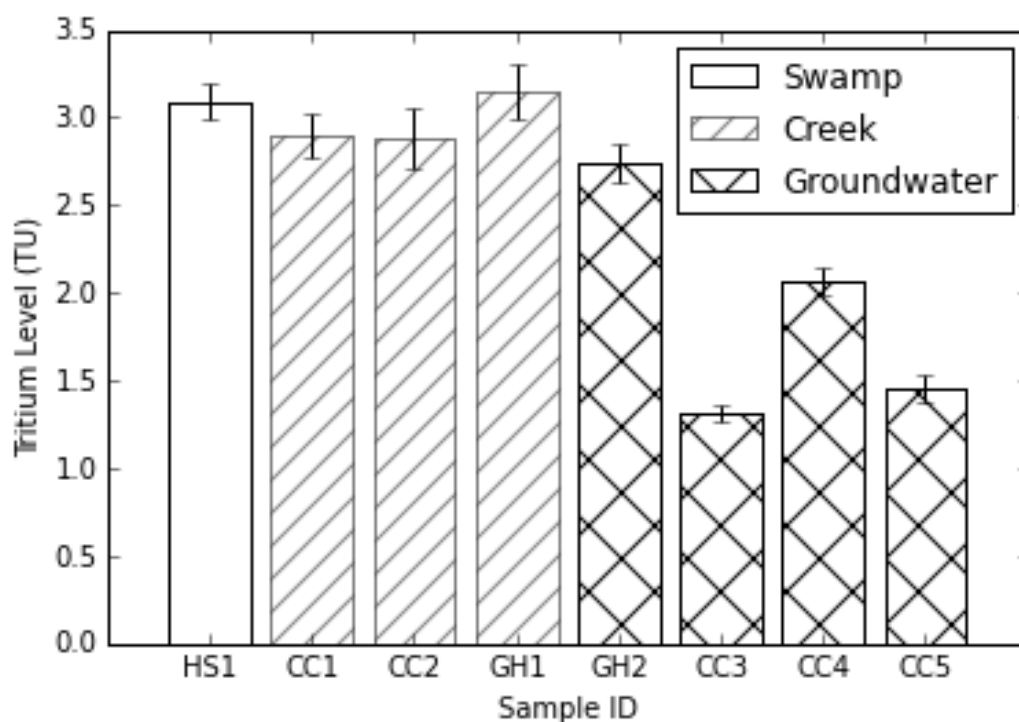 3.5
3.0
2.5
2.0
1.5
1.0
0.5
0.0
Tritium Level (TU)
Swamp
Creek
Groundwater
HS1 CC1 CC2 GH1 GH2 CC3 CC4 CC5
Sample ID